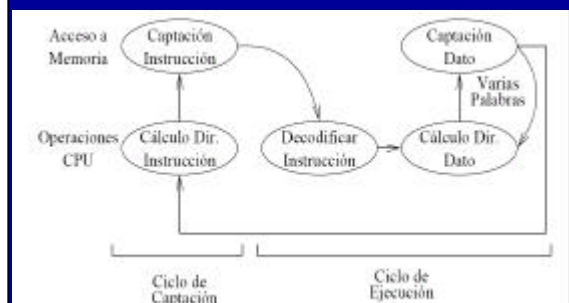 Acceso a
Memoria
Captación
Instrucción
Captación
Dato
Varias
Palabras
Operaciones
CPU
Cálculo Dir.
Instrucción
Decodificar
Instrucción
Cálculo Dir.
Dato
Ciclo de
Captación
Ciclo de
Ejecución